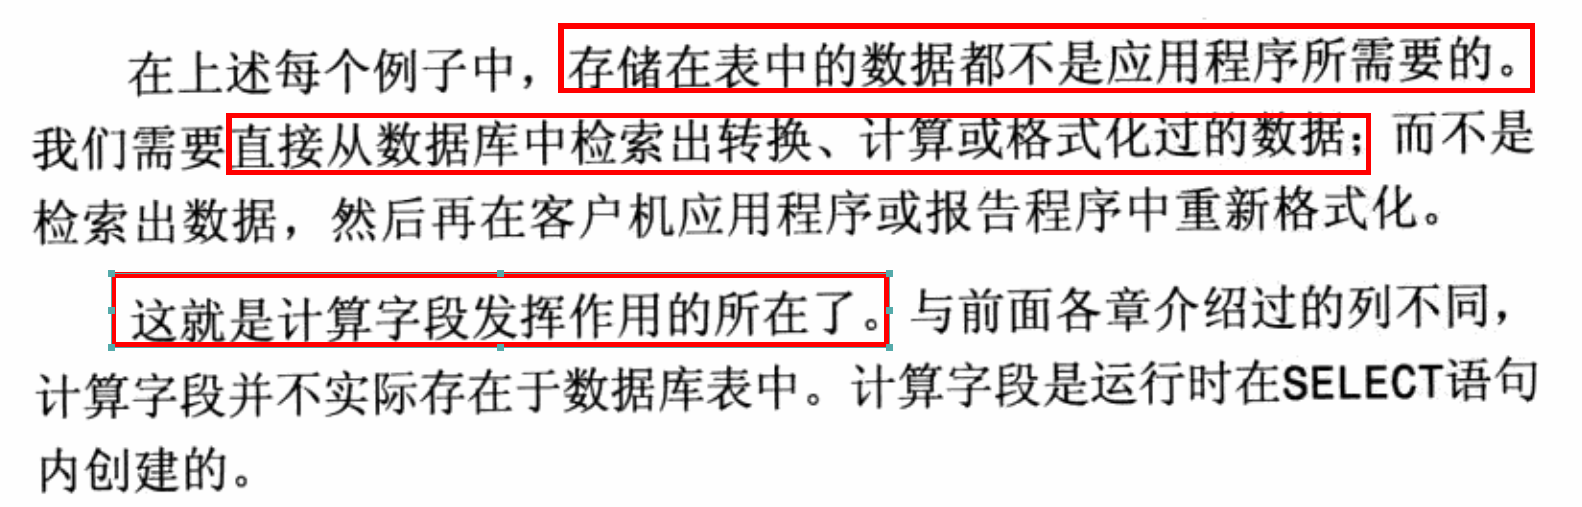 在上述每个例子中，存储在表中的数据都不是应用程序所需要的。
我们需要直接从数据库中检索出转换、计算或格式化过的数据；而不是
检索出数据，然后再在客户机应用程序或报告程序中重新格式化。
这就是计算字段发挥作用的所在了。与前面各章介绍过的列不同，
计算字段并不实际存在于数据库表中。计算字段是运行时在SELECT语句
内创建的。